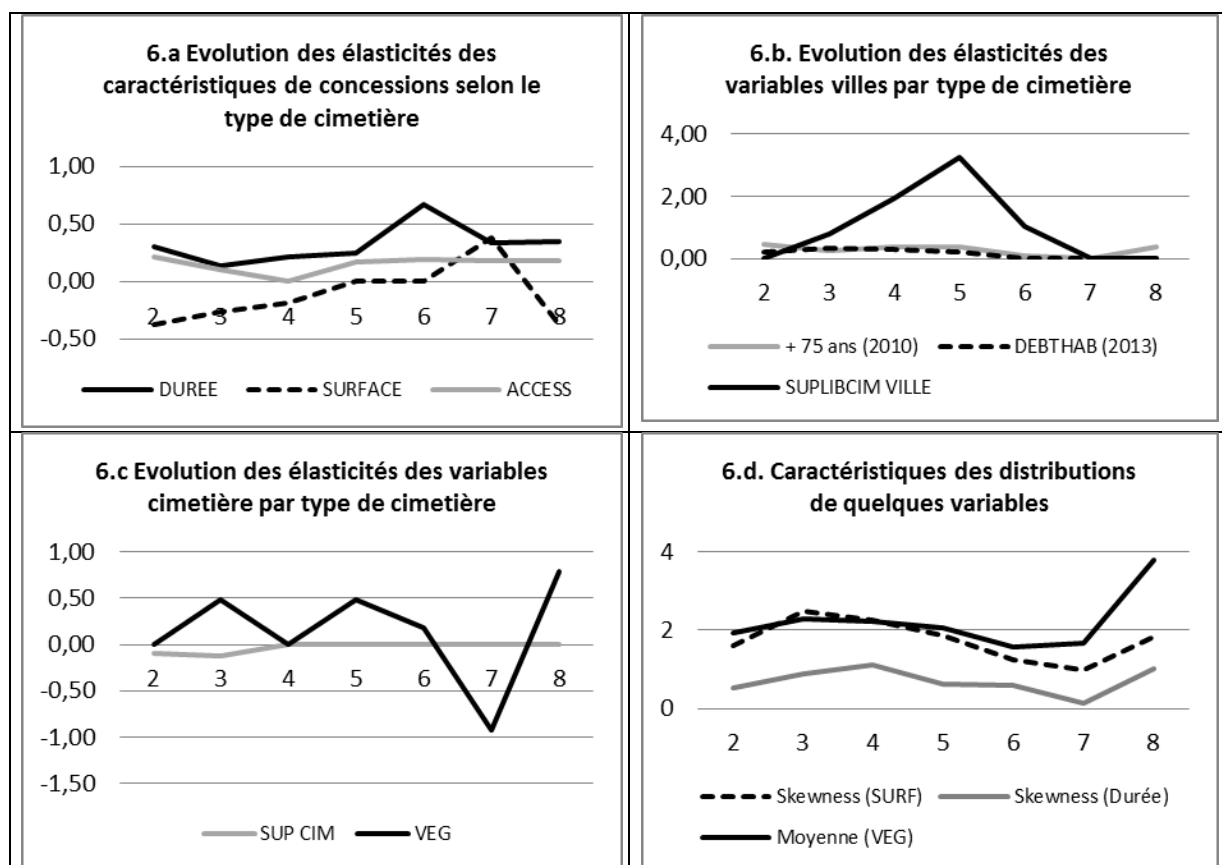 6.a Evolution des élasticités des
caractéristiques de concessions selon le
type de cimetière
1,00
0,50
0,00
-0,50
2 3 4 5 6 7 8
DUREE SURFACE ACCESS
6.b. Evolution des élasticités des
variables villes par type de cimetière
4,00
2,00
0,00
2 3 4 5 6 7 8
+ 75 ans (2010) DEBTHAB (2013)
SUPLIBCIM VILLE
6.c Evolution des élasticités des variables
cimetière par type de cimetière
1,00
0,50
0,00
-0,50
-1,00
-1,50
2 3 4 5 6 7 8
SUP CIM VEG
6.d. Caractéristiques des distributions
de quelques variables
4
2
0
2 3 4 5 6 7 8
Skewness (SURF) Skewness (Durée)
Moyenne (VEG)